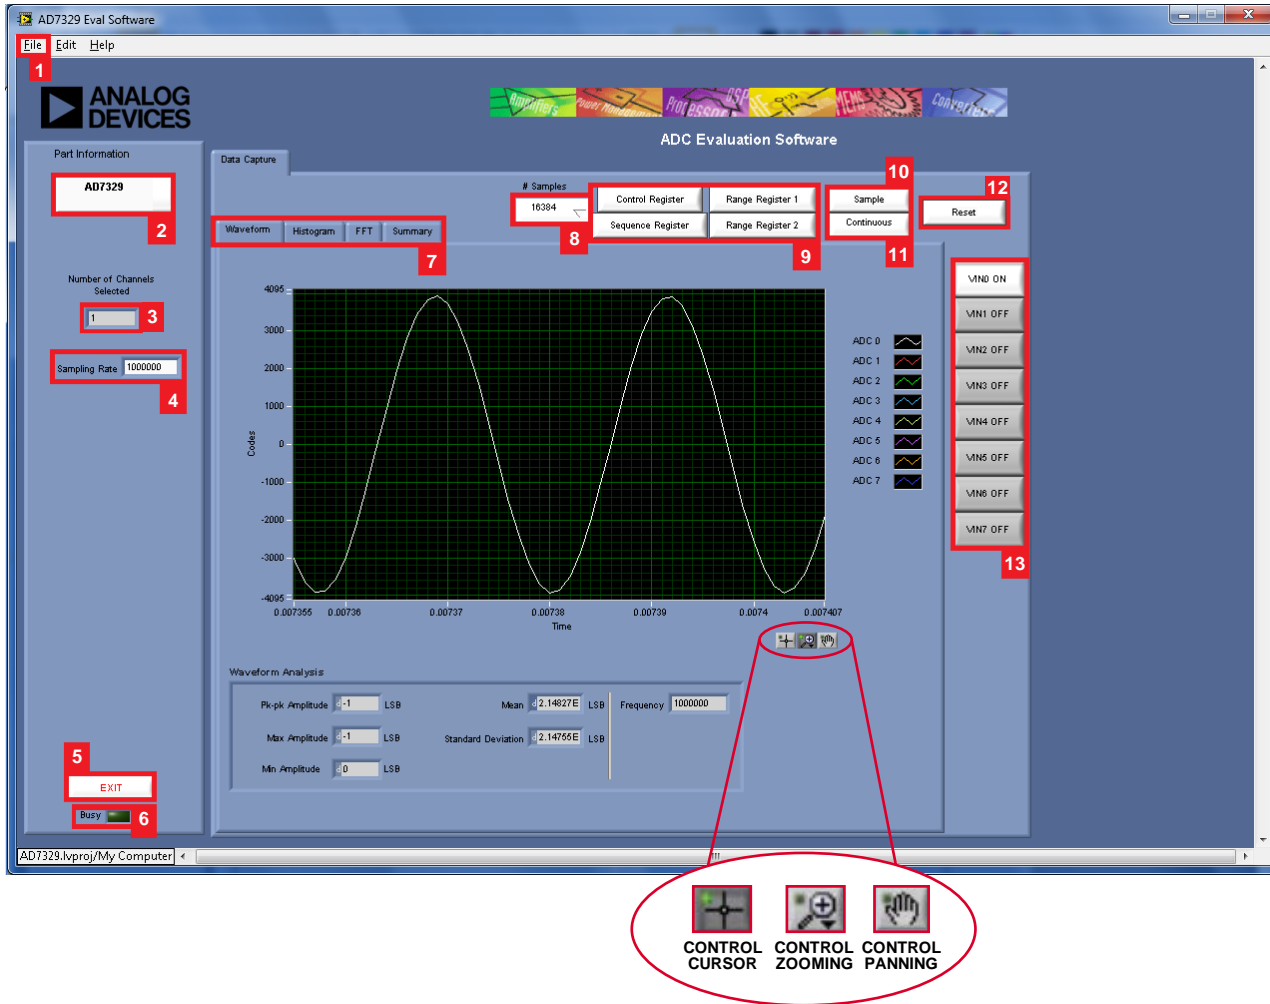 AD7329 Eval Software
File Edit Help
1
ANALOG
DEVICES
Amplifiers Power Management Processors DSP MEMS Converters
ADC Evaluation Software
Part Information
AD7329
2
Number of Channels
Selected
1
3
Sampling Rate 1000000
4
5
EXIT
Busy
6
Data Capture
# Samples
16384
8
Control Register Range Register 1
Sequence Register Range Register 2
9
10
Sample
Continuous
11
12
Reset
Waveform Histogram FFT Summary
7
4095
3000
2000
1000
0
-1000
-2000
-3000
-4095
Codes
0.007355 0.00736 0.00737 0.00738 0.00739 0.0074 0.007407
Time
ADC 0
ADC 1
ADC 2
ADC 3
ADC 4
ADC 5
ADC 6
ADC 7
VIN0 ON
VIN1 OFF
VIN2 OFF
VIN3 OFF
VIN4 OFF
VIN5 OFF
VIN6 OFF
VIN7 OFF
13
Waveform Analysis
Pk-pk Amplitude d -1 LSB
Max Amplitude d -1 LSB
Min Amplitude d 0 LSB
Mean d 2.14827E LSB
Standard Deviation d 2.14755E LSB
Frequency 1000000
AD7329.lvproj/My Computer
CONTROL
CURSOR
CONTROL
ZOOMING
CONTROL
PANNING